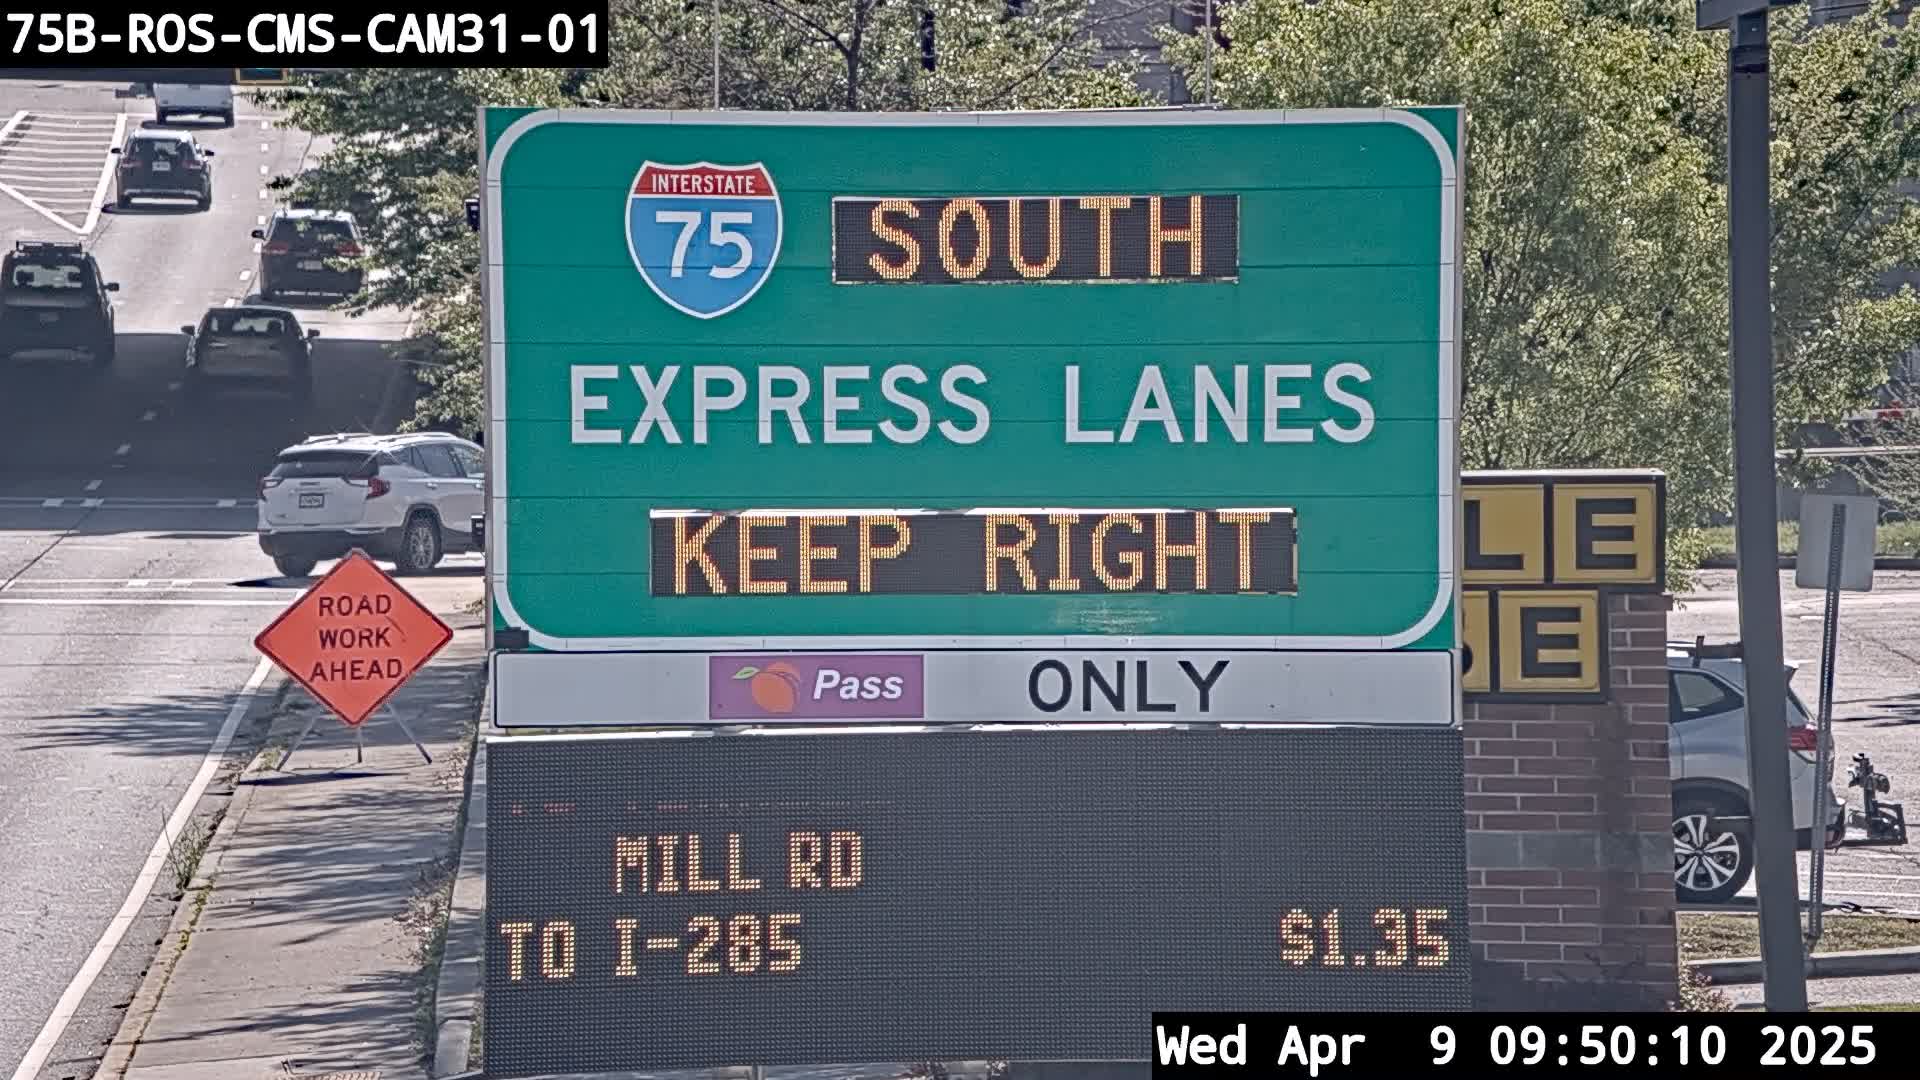 75B-ROS-CMS-CAM31-01
INTERSTATE
75
SOUTH
EXPRESS LANES
KEEP RIGHT
Pass ONLY
MILL RD
TO I-285 $1.35
ROAD
WORK
AHEAD
LE
E
Wed Apr 9 09:50:10 2025